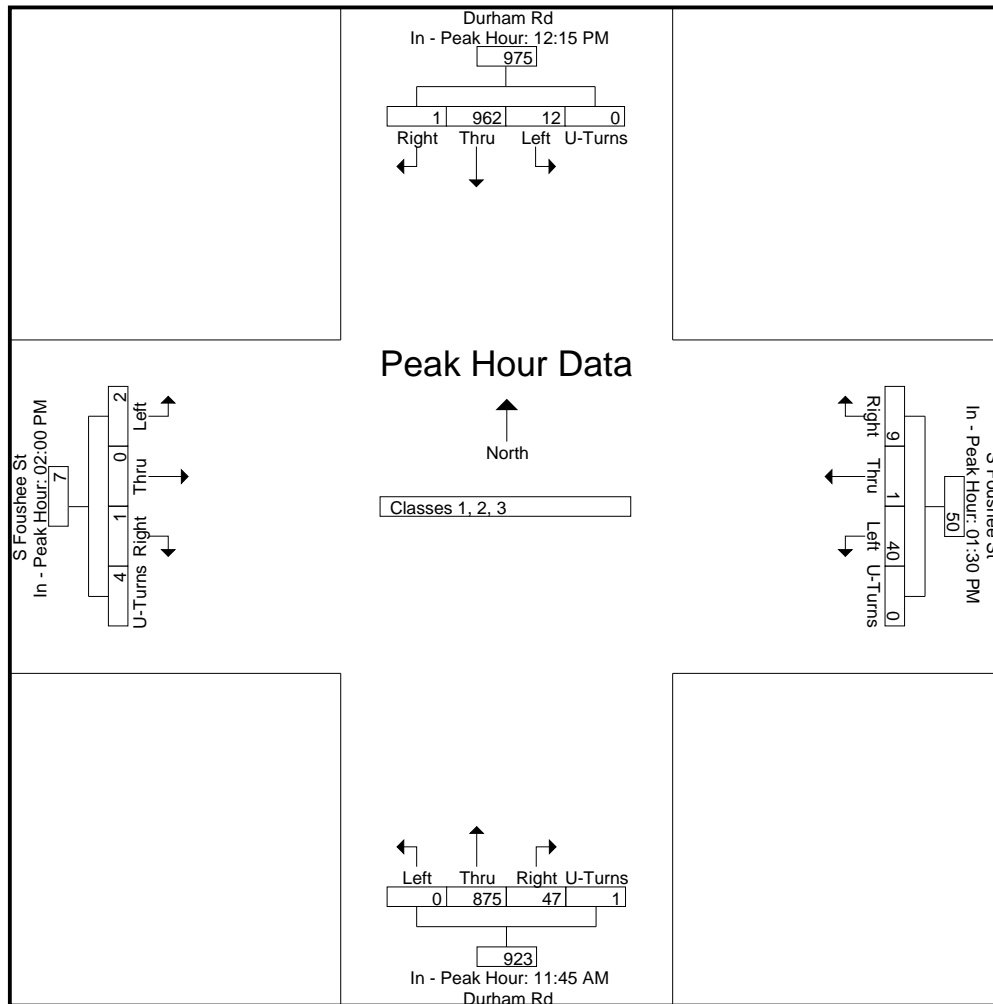 Durham Rd
In - Peak Hour: 12:15 PM
975
1 962 12 0
Right Thru Left U-Turns
Peak Hour Data
North
Classes 1, 2, 3
S Foushee St
In - Peak Hour: 02:00 PM
7
2 0 1 4
Left Thru Right U-Turns
S Foushee St
In - Peak Hour: 01:30 PM
50
9 1 40 0
Right Thru Left U-Turns
Left Thru Right U-Turns
0 875 47 1
923
In - Peak Hour: 11:45 AM
Durham Rd